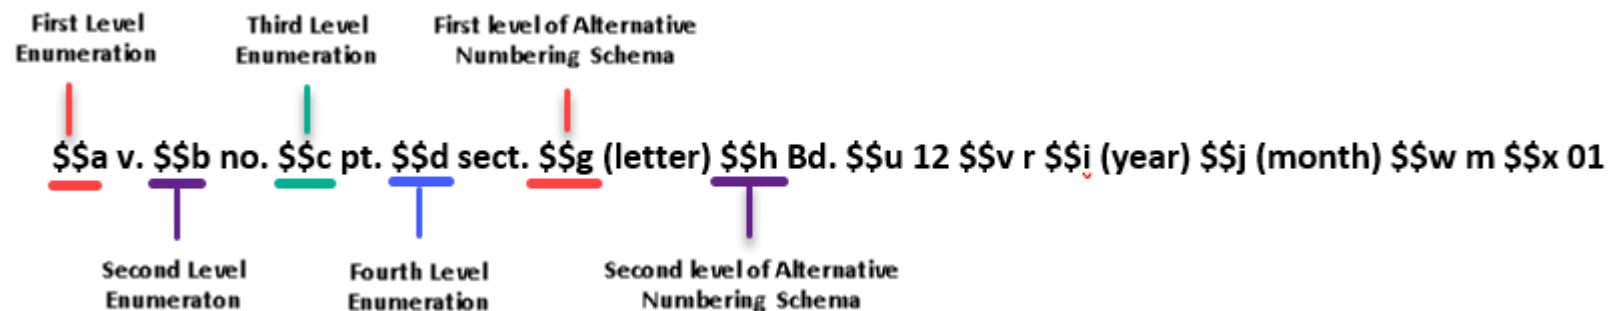 First Level
Enumeration
Third Level
Enumeration
First level of Alternative
Numbering Schema
$$a v. $$b no. $$c pt. $$d sect. $$g (letter) $$h Bd. $$u 12 $$v r $$i (year) $$j (month) $$w m $$x 01
Second Level
Enumeraton
Fourth Level
Enumeration
Second level of Alternative
Numbering Schema